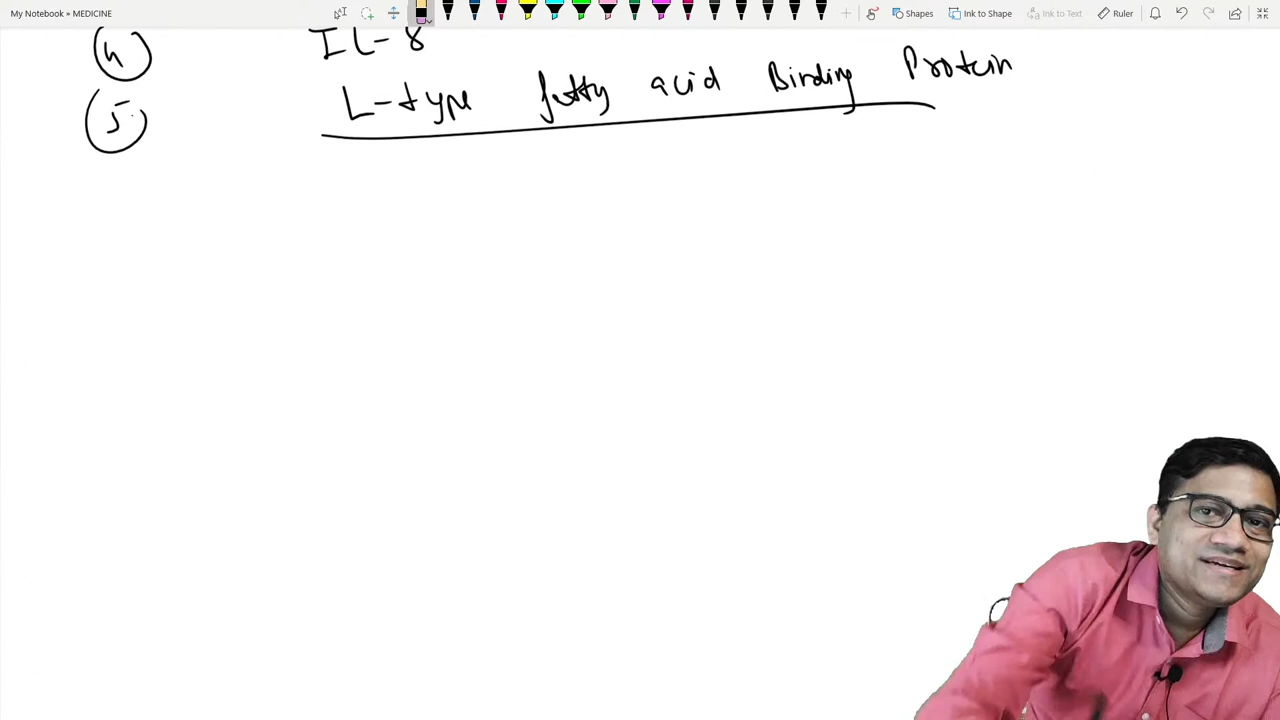 My Notebook » MEDICINE
Shapes
Ink to Shape
Ink to Text
Ruler
4 IL-8
5 L-type fatty acid Binding Protein